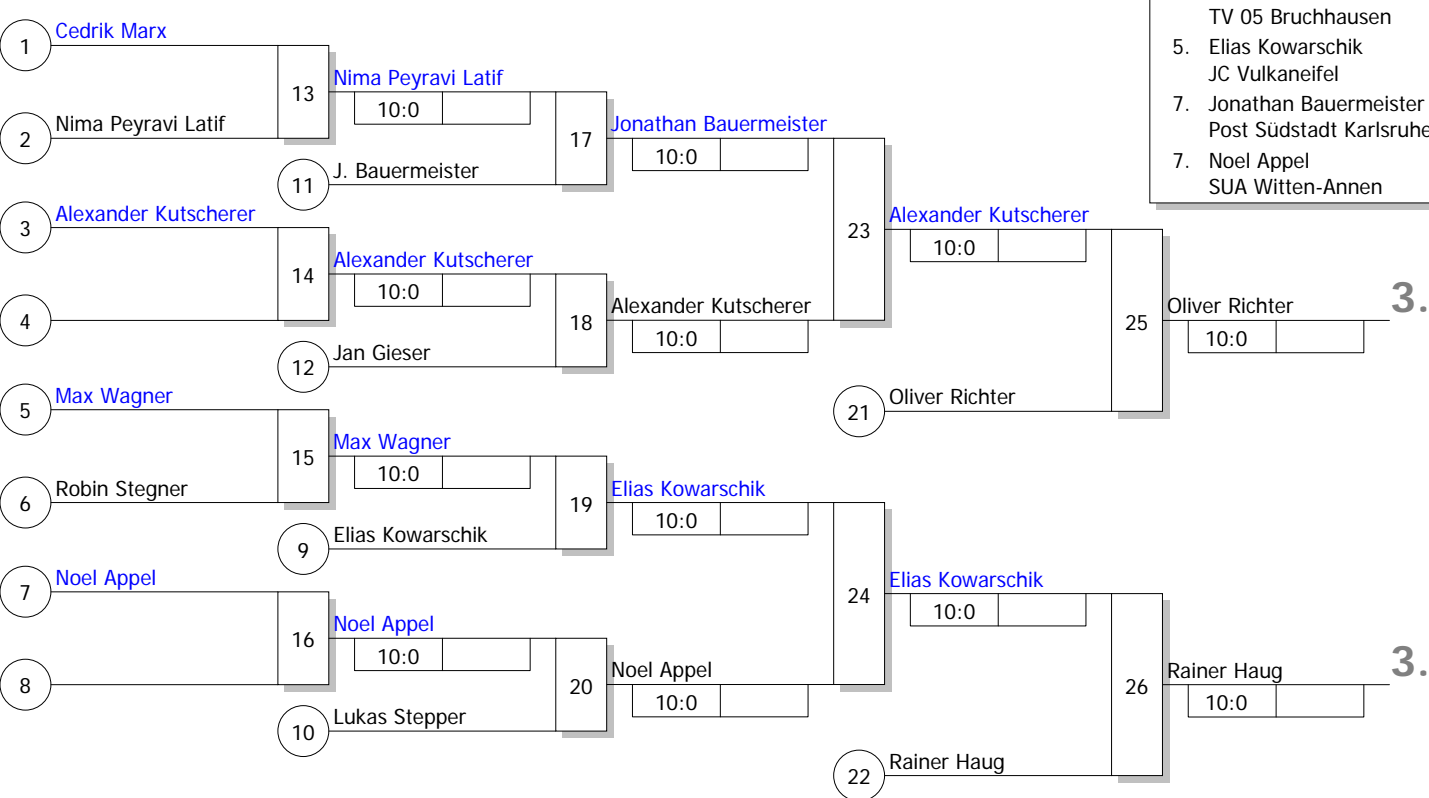 TV 05 Bruchhausen
5. Elias Kowarschik
JC Vulkaneifel
7. Jonathan Bauermeister
Post Südstadt Karlsruhe
7. Noel Appel
SUA Witten-Annen
1 Cedrik Marx
13
Nima Peyravi Latif
10:0
2 Nima Peyravi Latif
17
Jonathan Bauermeister
10:0
11 J. Bauermeister
3 Alexander Kutscherer
23
Alexander Kutscherer
10:0
14
Alexander Kutscherer
10:0
4
18
Alexander Kutscherer
10:0
25
Oliver Richter
10:0
3.
12 Jan Gieser
5 Max Wagner
21 Oliver Richter
15
Max Wagner
10:0
6 Robin Stegner
19
Elias Kowarschik
10:0
9 Elias Kowarschik
7 Noel Appel
24
Elias Kowarschik
10:0
16
Noel Appel
10:0
8
20
Noel Appel
10:0
26
Rainer Haug
10:0
3.
10 Lukas Stepper
22 Rainer Haug